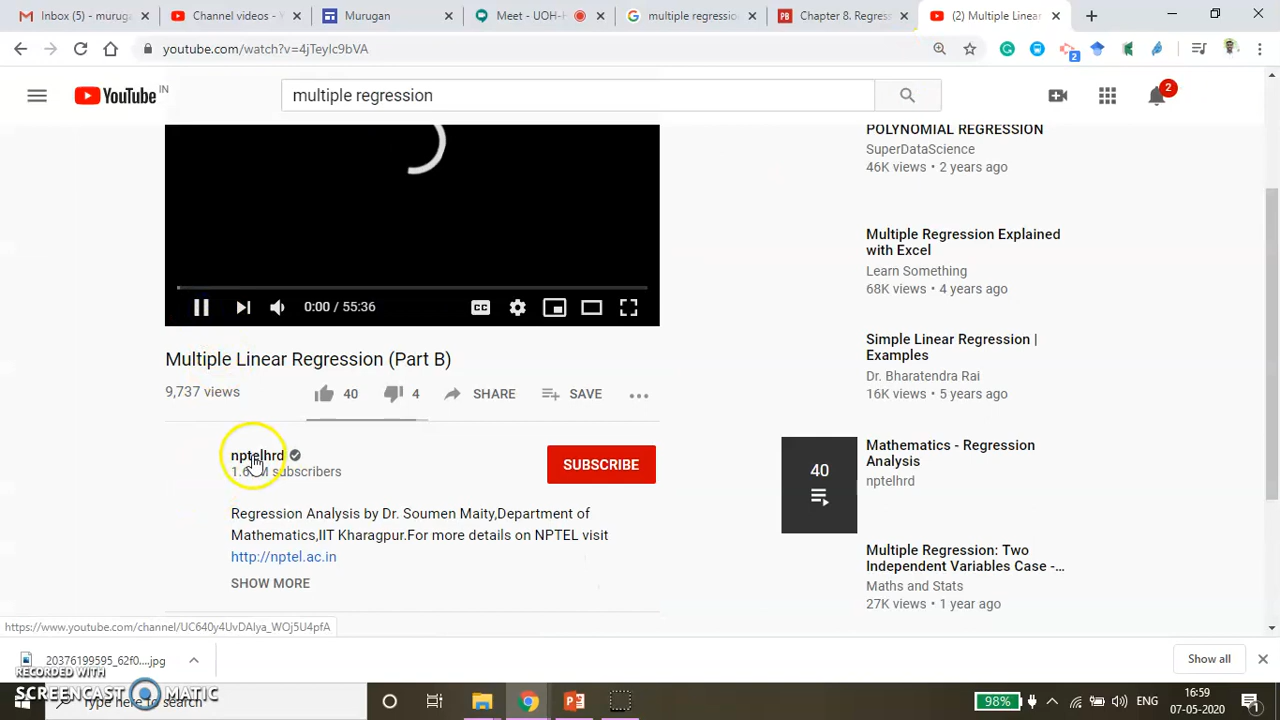 Inbox (5) - muruga
Channel videos - Y
Murugan
Meet - UOH-H
multiple regressio
Chapter 8. Regres
(2) Multiple Linea
youtube.com/watch?v=4jTeylc9bVA
2
YouTube IN
multiple regression
2
POLYNOMIAL REGRESSION
SuperDataScience
46K views • 2 years ago
Multiple Regression Explained
with Excel
Learn Something
68K views • 4 years ago
CC
0:00 / 55:36
Simple Linear Regression |
Examples
Dr. Bharatendra Rai
16K views • 5 years ago
Multiple Linear Regression (Part B)
9,737 views
40
4
SHARE
SAVE
nptelhrd
subscribers
SUBSCRIBE
40
Mathematics - Regression
Analysis
nptelhrd
Regression Analysis by Dr. Soumen Maity,Department of
Mathematics,IIT Kharagpur.For more details on NPTEL visit
http://nptel.ac.in
SHOW MORE
Multiple Regression: Two
Independent Variables Case -...
Maths and Stats
27K views • 1 year ago
https://www.youtube.com/channel/UC640y4UvDAlya_WOj5U4pfA
20376199595_62f0....jpg
Show all
RECORDED WITH
SCREENCAST MATIC
Type here to search
98%
ENG
16:59
07-05-2020
1